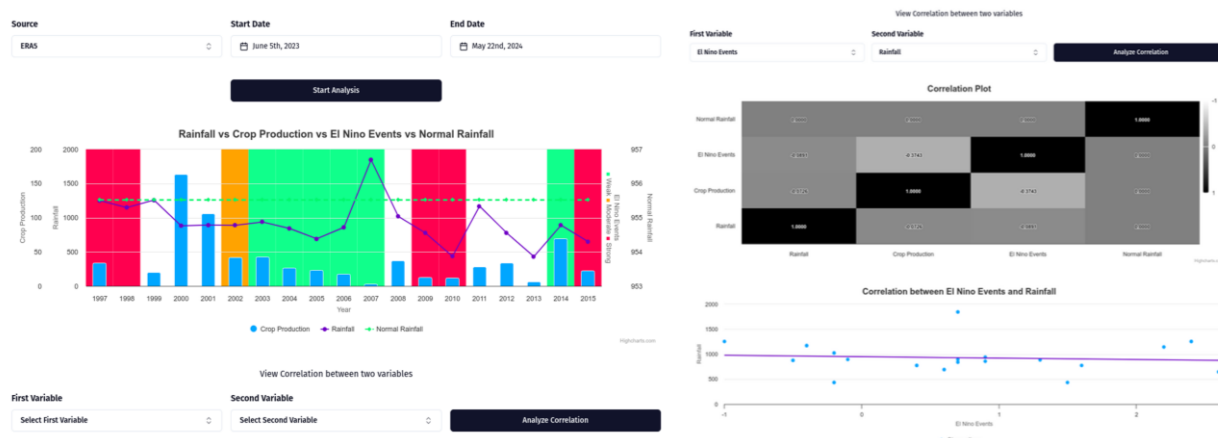 Source
Start Date
End Date
ERA5
June 5th, 2023
May 22nd, 2024
Start Analysis
Rainfall vs Crop Production vs El Nino Events vs Normal Rainfall
200
2000
957
150
1500
956
100
1000
955
50
500
954
0
0
953
Crop Production
Rainfall
Weak
Moderate
Strong
El Nino Events
Normal Rainfall
1997 1998 1999 2000 2001 2002 2003 2004 2005 2006 2007 2008 2009 2010 2011 2012 2013 2014 2015
Year
Crop Production Rainfall Normal Rainfall
Highcharts.com
View Correlation between two variables
First Variable
Second Variable
Select First Variable
Select Second Variable
Analyze Correlation
View Correlation between two variables
First Variable
Second Variable
El Nino Events
Rainfall
Analyze Correlation
Correlation Plot
Normal Rainfall
1.0000
El Nino Events
1.0000
Crop Production
1.0000
Rainfall
1.0000
Rainfall Crop Production El Nino Events Normal Rainfall
-1
0
1
Correlation between El Nino Events and Rainfall
2000
1500
1000
500
0
Rainfall
-1 0 1 2
El Nino Events